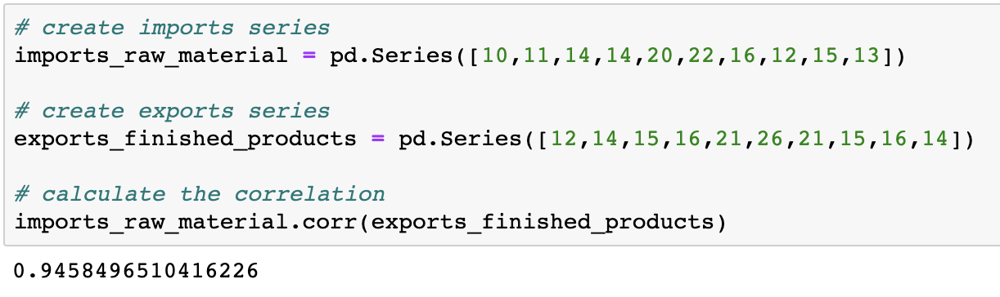 # create imports series
imports_raw_material = pd.Series([10,11,14,14,20,22,16,12,15,13])
# create exports series
exports_finished_products = pd.Series([12,14,15,16,21,26,21,15,16,14])
# calculate the correlation
imports_raw_material.corr(exports_finished_products)
0.9458496510416226